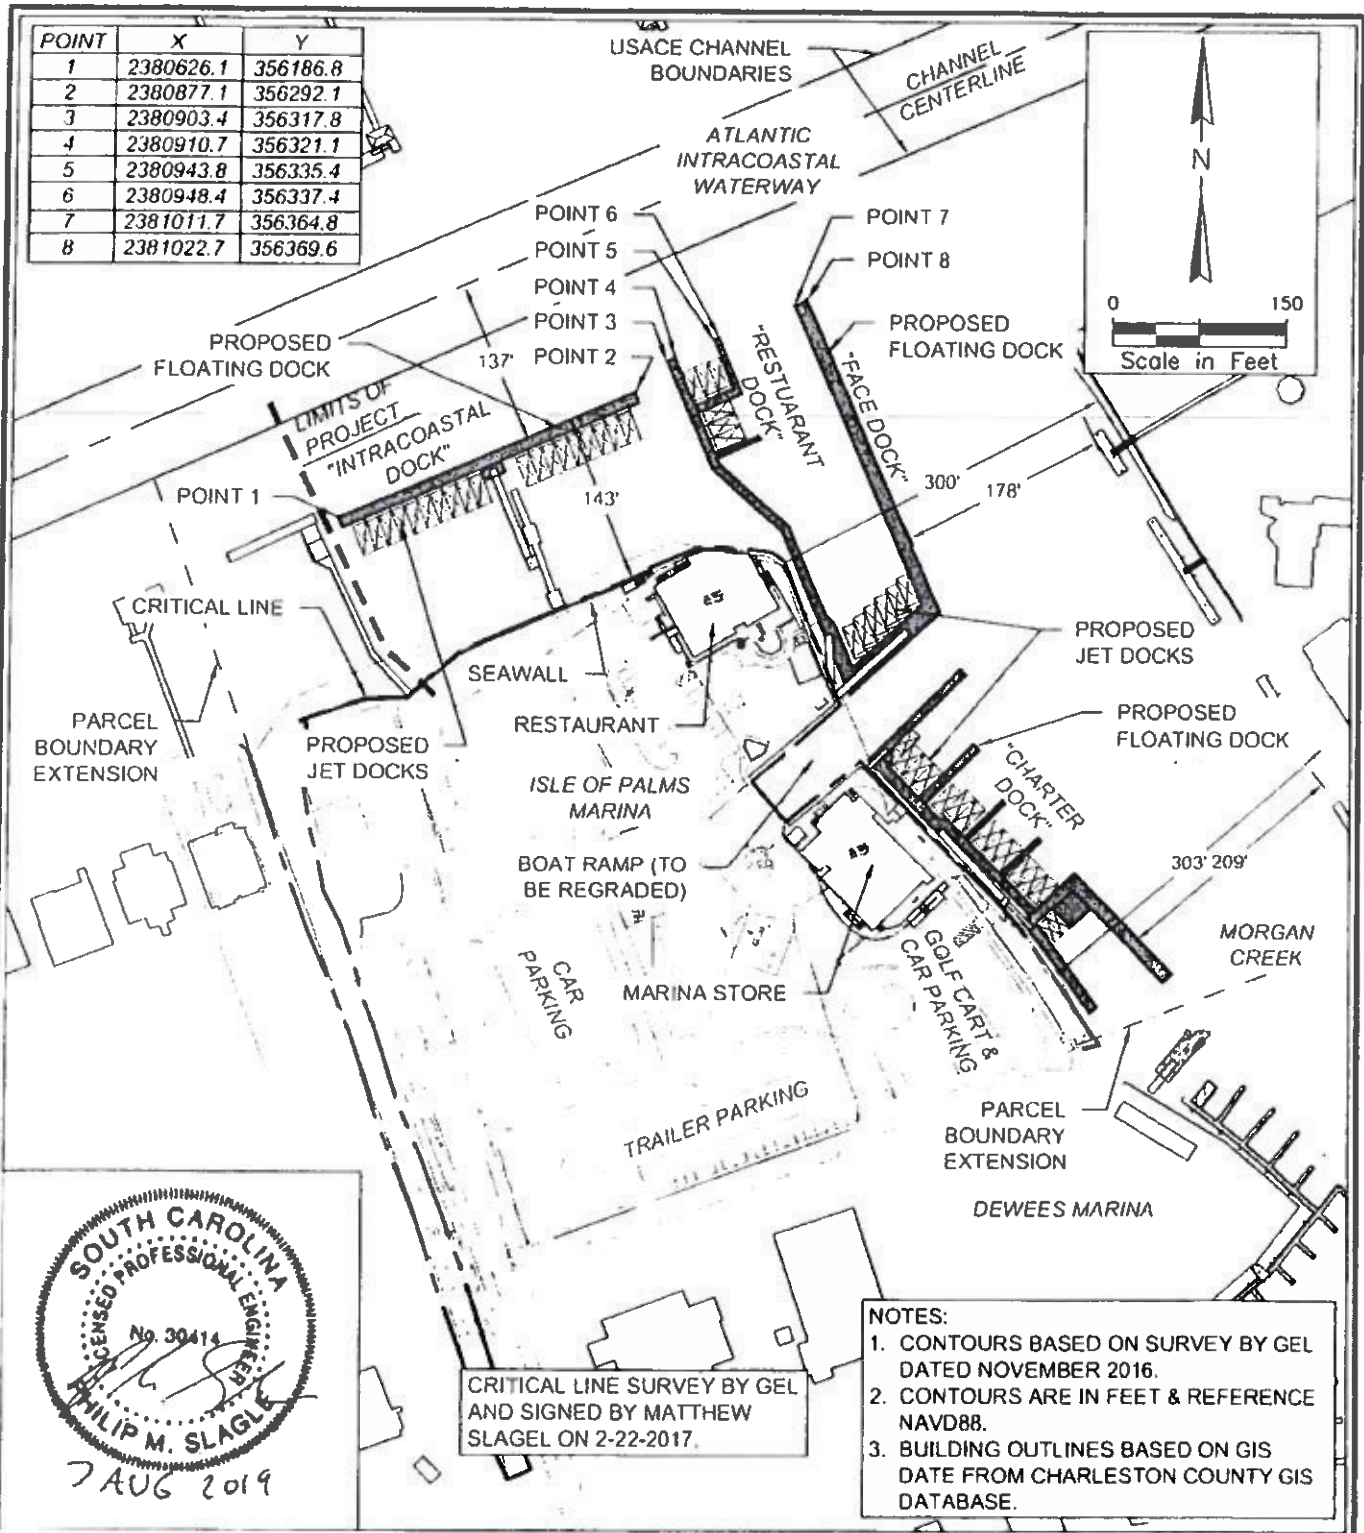 POINT X Y
1 2380626.1 356186.8
2 2380877.1 356292.1
3 2380903.4 356317.8
4 2380910.7 356321.1
5 2380943.8 356335.4
6 2380948.4 356337.4
7 2381011.7 356364.8
8 2381022.7 356369.6
USACE CHANNEL
BOUNDARIES
CHANNEL
CENTERLINE
ATLANTIC
INTRACOASTAL
WATERWAY
N
0 150
Scale in Feet
POINT 6
POINT 5
POINT 4
POINT 3
POINT 2
POINT 7
POINT 8
PROPOSED
FLOATING DOCK
137'
PROPOSED
FLOATING DOCK
"RESTUARANT
DOCK"
"FACE DOCK"
LIMITS OF
PROJECT
"INTRACOASTAL
DOCK"
POINT 1
143'
300'
178'
CRITICAL LINE
SEAWALL
RESTAURANT
PROPOSED
JET DOCKS
PARCEL
BOUNDARY
EXTENSION
PROPOSED
JET DOCKS
ISLE OF PALMS
MARINA
PROPOSED
FLOATING DOCK
"CHARTER
DOCK"
BOAT RAMP (TO
BE REGRADED)
303' 209'
MORGAN
CREEK
CAR
PARKING
MARINA STORE
GOLF CART &
CAR PARKING
TRAILER PARKING
PARCEL
BOUNDARY
EXTENSION
DEWEES MARINA
SOUTH CAROLINA
LICENSED PROFESSIONAL ENGINEER
No. 30414
PHILIP M. SLAGLE
7 AUG 2019
CRITICAL LINE SURVEY BY GEL
AND SIGNED BY MATTHEW
SLAGEL ON 2-22-2017.
NOTES:
1. CONTOURS BASED ON SURVEY BY GEL
DATED NOVEMBER 2016.
2. CONTOURS ARE IN FEET & REFERENCE
NAVD88.
3. BUILDING OUTLINES BASED ON GIS
DATE FROM CHARLESTON COUNTY GIS
DATABASE.